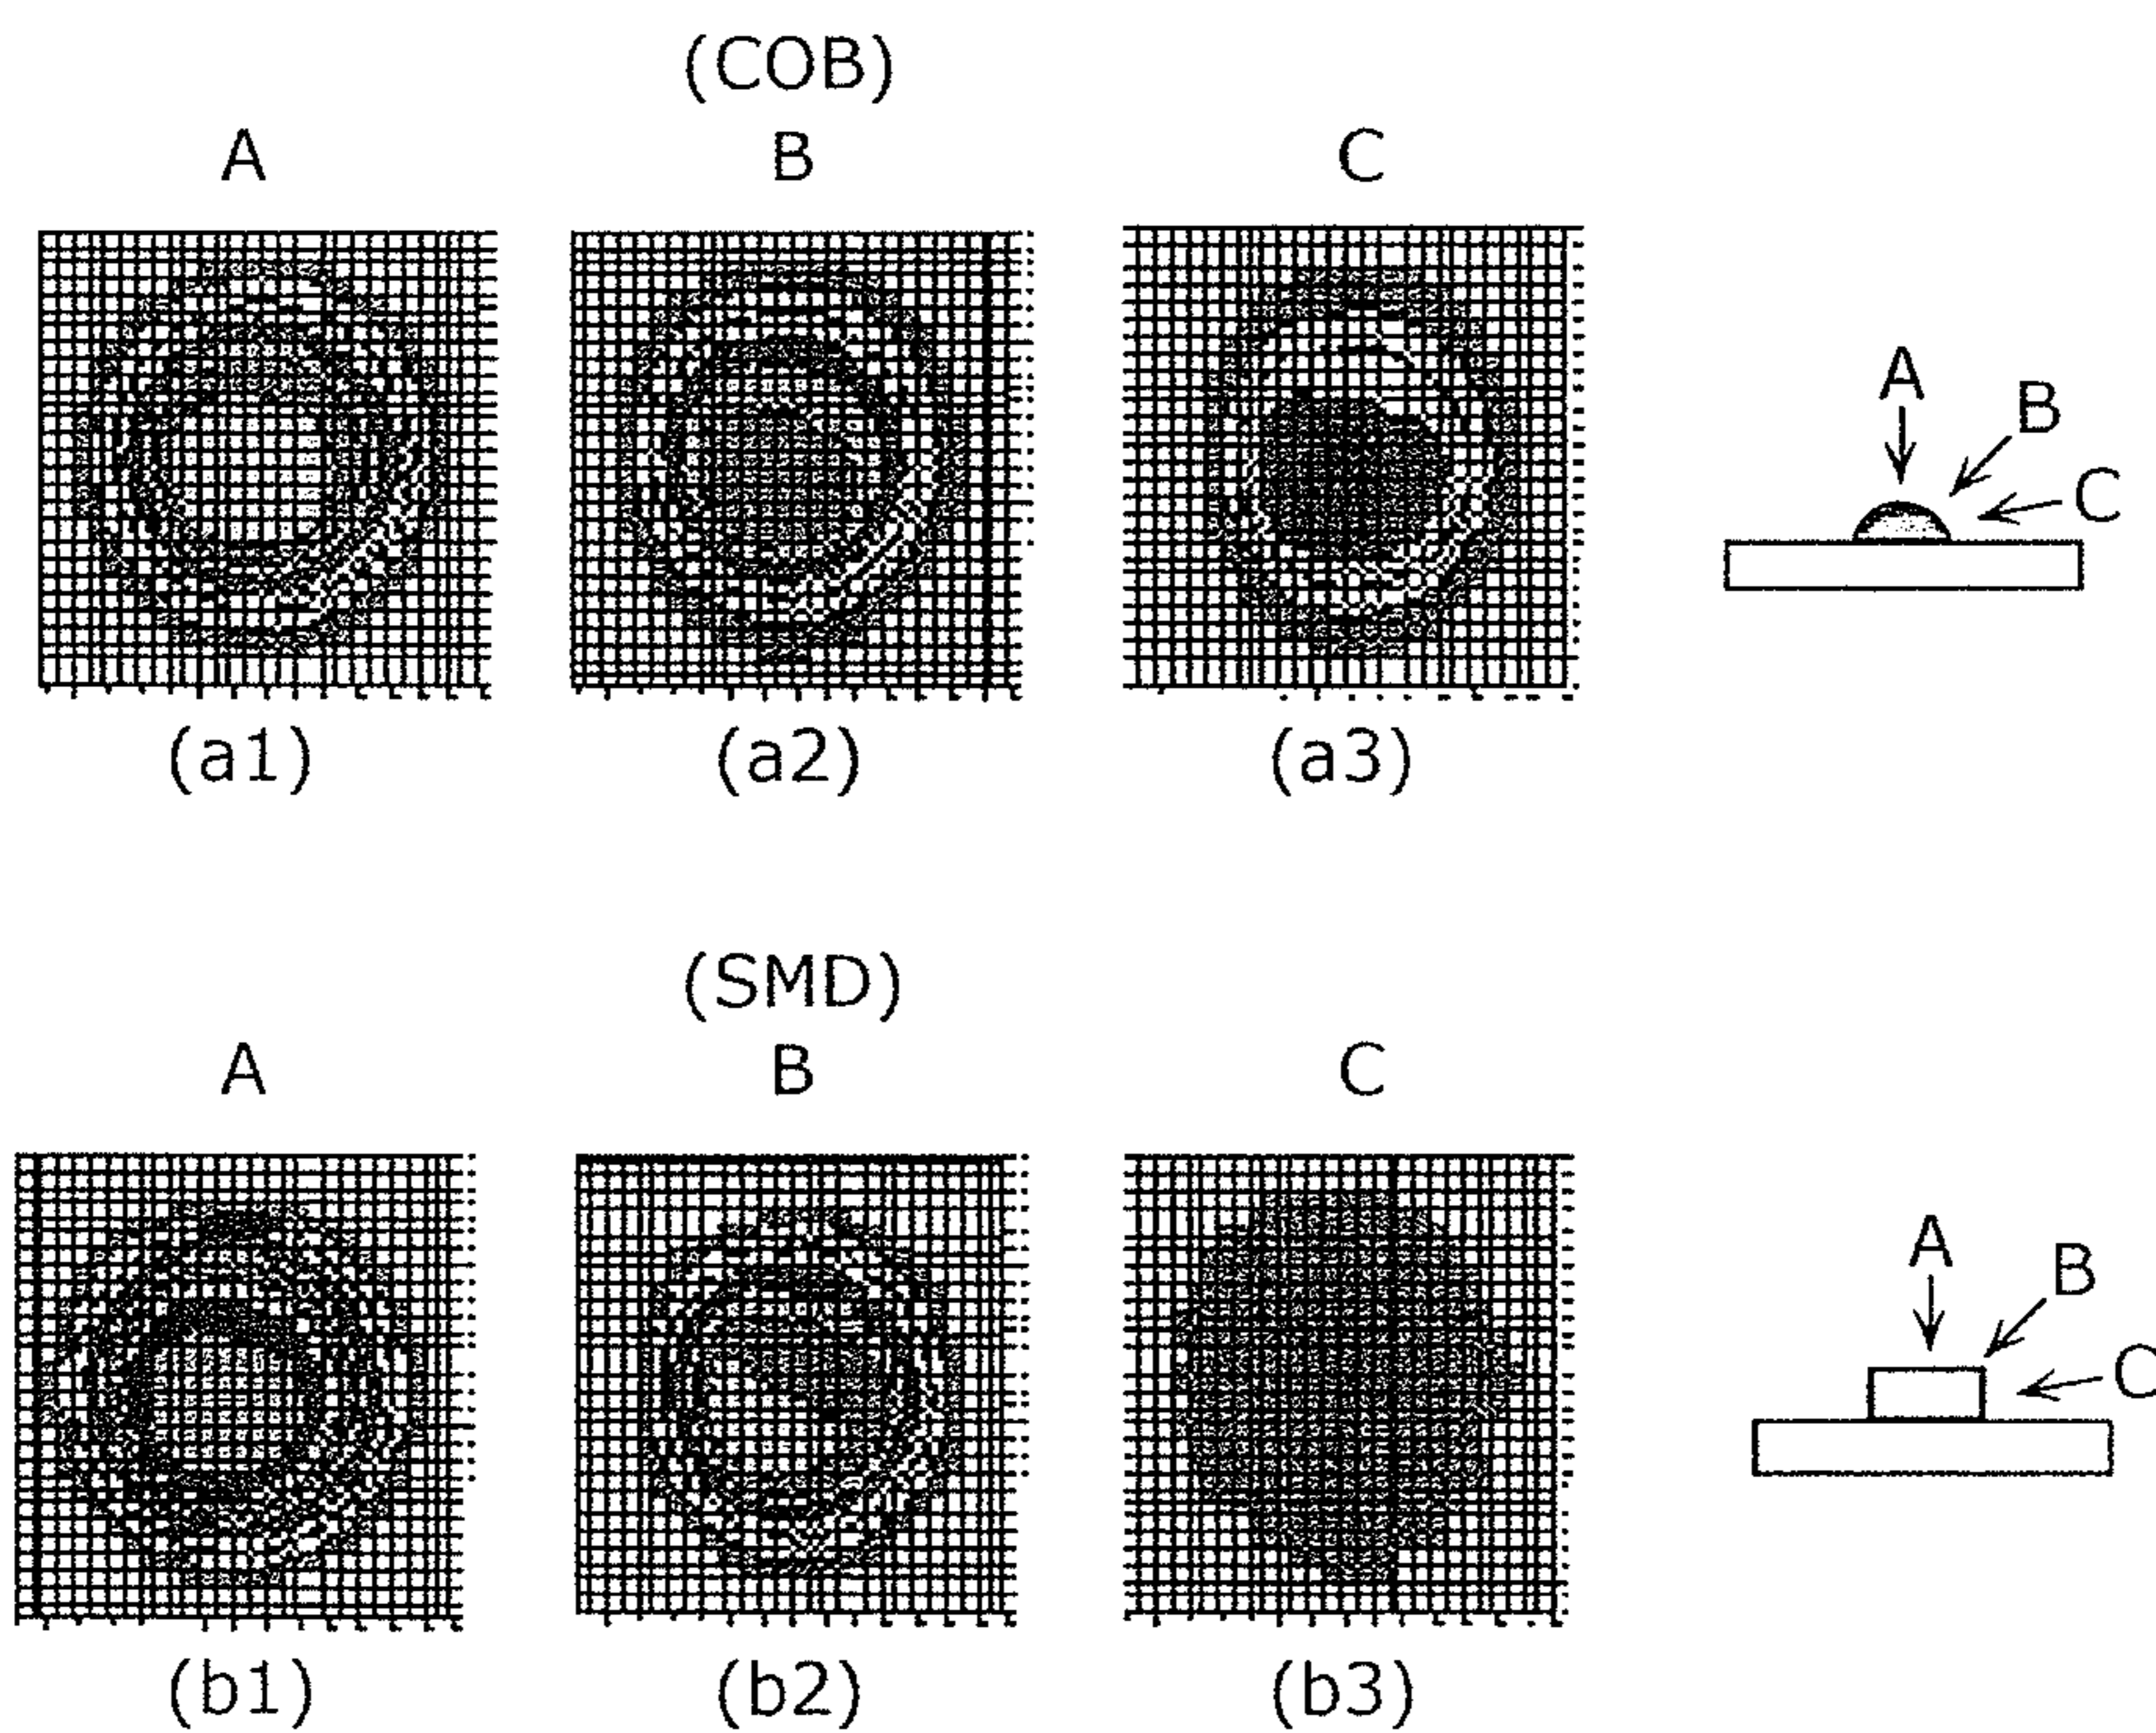 (COB)
A B C
(a1) (a2) (a3)
A
B
C
(SMD)
A B C
(b1) (b2) (b3)
A
B
C